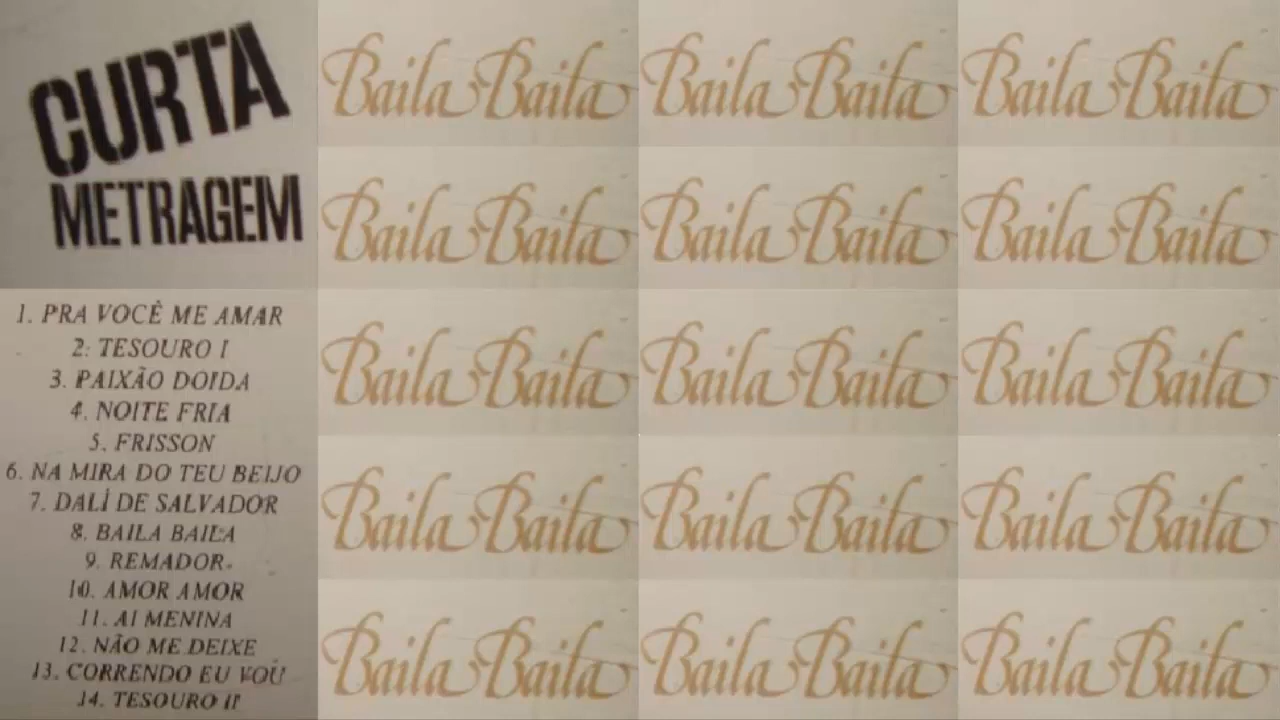 CURTA
METRAGEM
1. PRA VOCÊ ME AMAR
2. TESOURO I
3. PAIXÃO DOIDA
4. NOITE FRIA
5. FRISSON
6. NA MIRA DO TEU BEIJO
7. DALÍ DE SALVADOR
8. BAILA BAILA
9. REMADOR
10. AMOR AMOR
11. AI MENINA
12. NÃO ME DEIXE
13. CORRENDO EU VOU
14. TESOURO II
Baila Baila Baila Baila Baila Baila
Baila Baila Baila Baila Baila Baila
Baila Baila Baila Baila Baila Baila
Baila Baila Baila Baila Baila Baila
Baila Baila Baila Baila Baila Baila